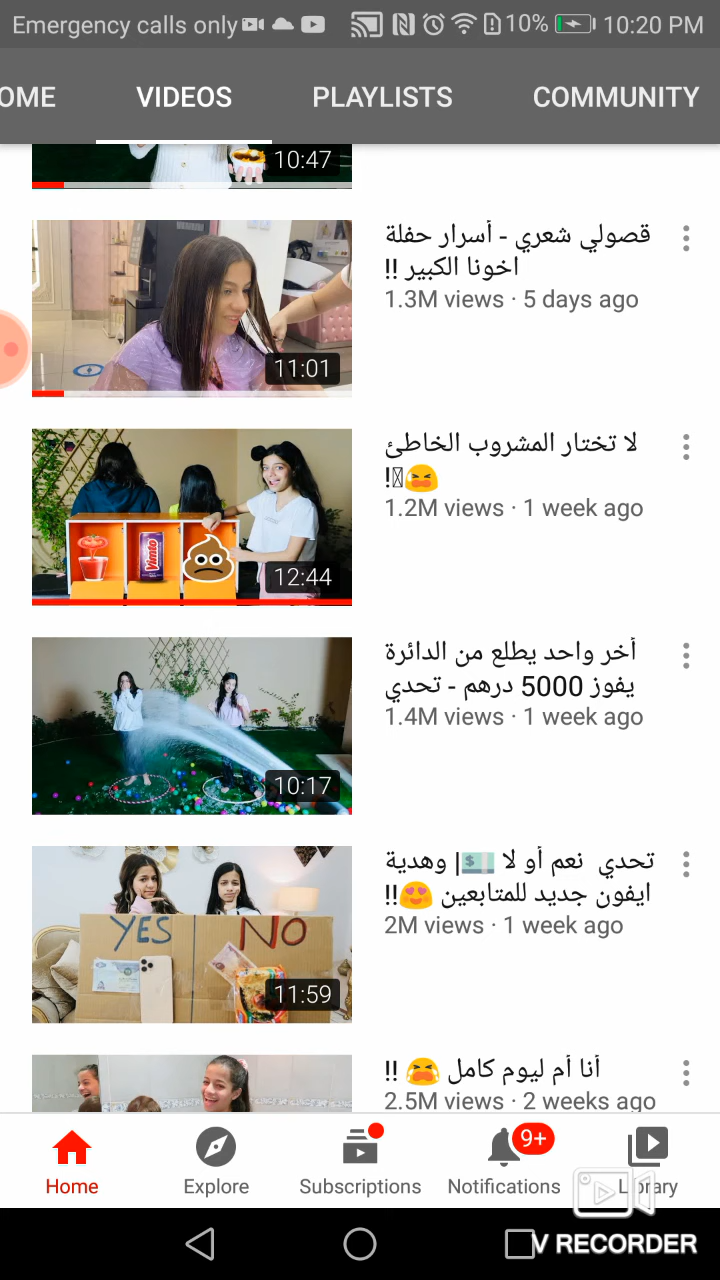 Emergency calls only 10% 10:20 PM
OME VIDEOS PLAYLISTS COMMUNITY
10:47
قصولي شعري - أسرار حفلة
اخونا الكبير !!
1.3M views · 5 days ago
11:01
لا تختار المشروب الخاطئ
😫!
1.2M views · 1 week ago
Vimto
12:44
أخر واحد يطلع من الدائرة
يفوز 5000 درهم - تحدي
1.4M views · 1 week ago
10:17
تحدي نعم أو لا 💵| وهدية
ايفون جديد للمتابعين 😍!!
2M views · 1 week ago
YES NO
11:59
أنا أم ليوم كامل 😭 !!
2.5M views · 2 weeks ago
9+
Home Explore Subscriptions Notifications Library
V RECORDER